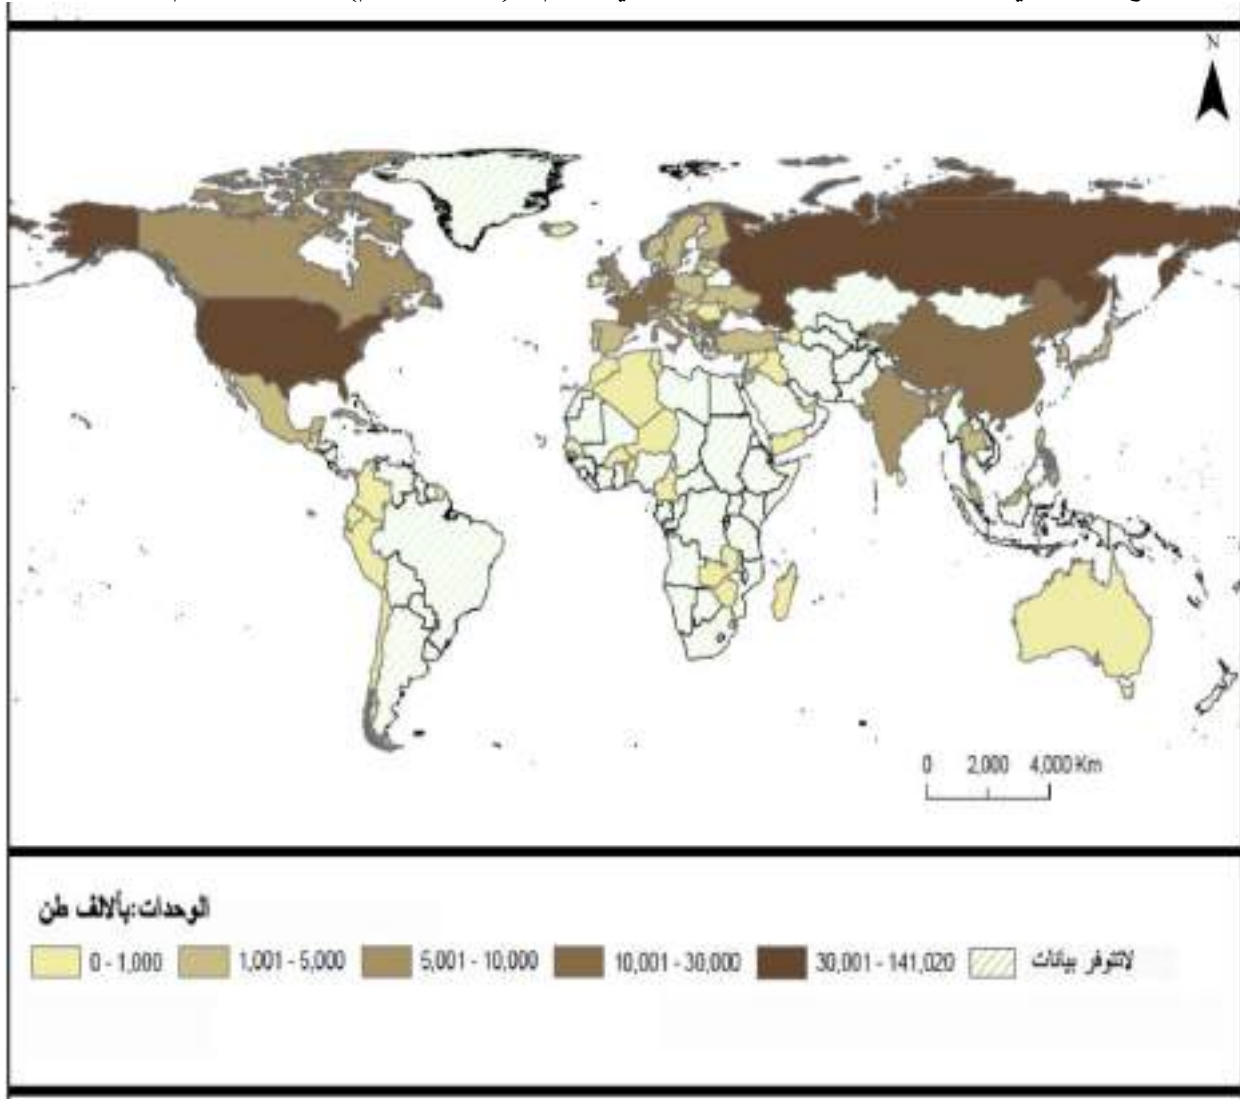 N
0 2,000 4,000 Km
الوحدات:بألالف طن
0 - 1,000 1,001 - 5,000 5,001 - 10,000 10,001 - 30,000 30,001 - 141,020 لاتتوفر بيانات